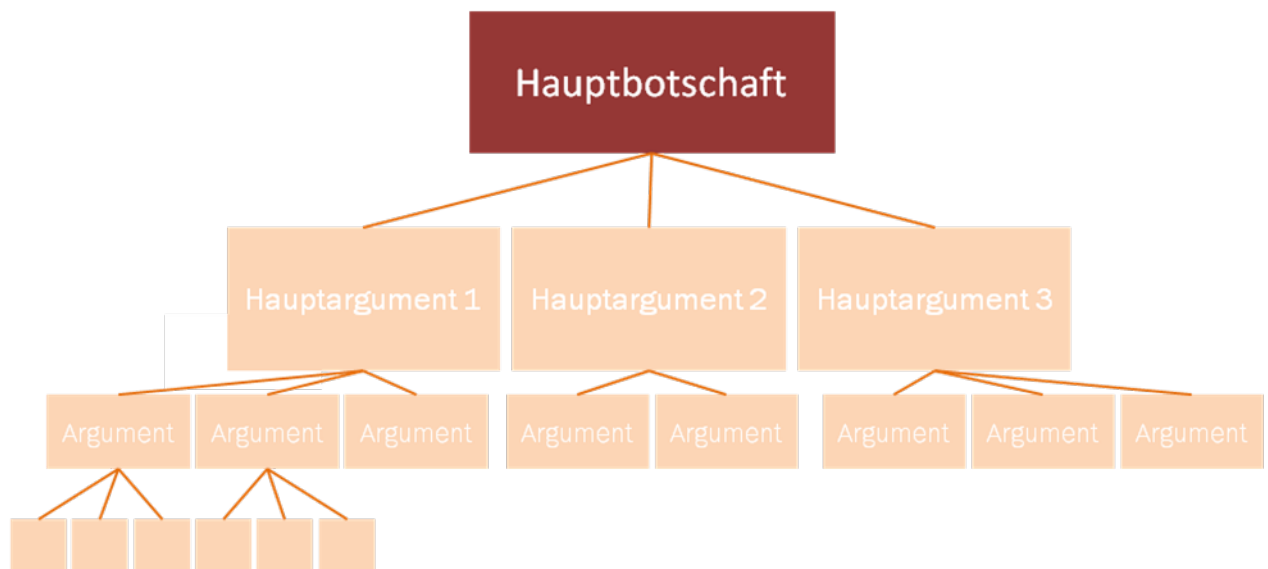 Hauptbotschaft
Hauptargument 1
Hauptargument 2
Hauptargument 3
Argument
Argument
Argument
Argument
Argument
Argument
Argument
Argument